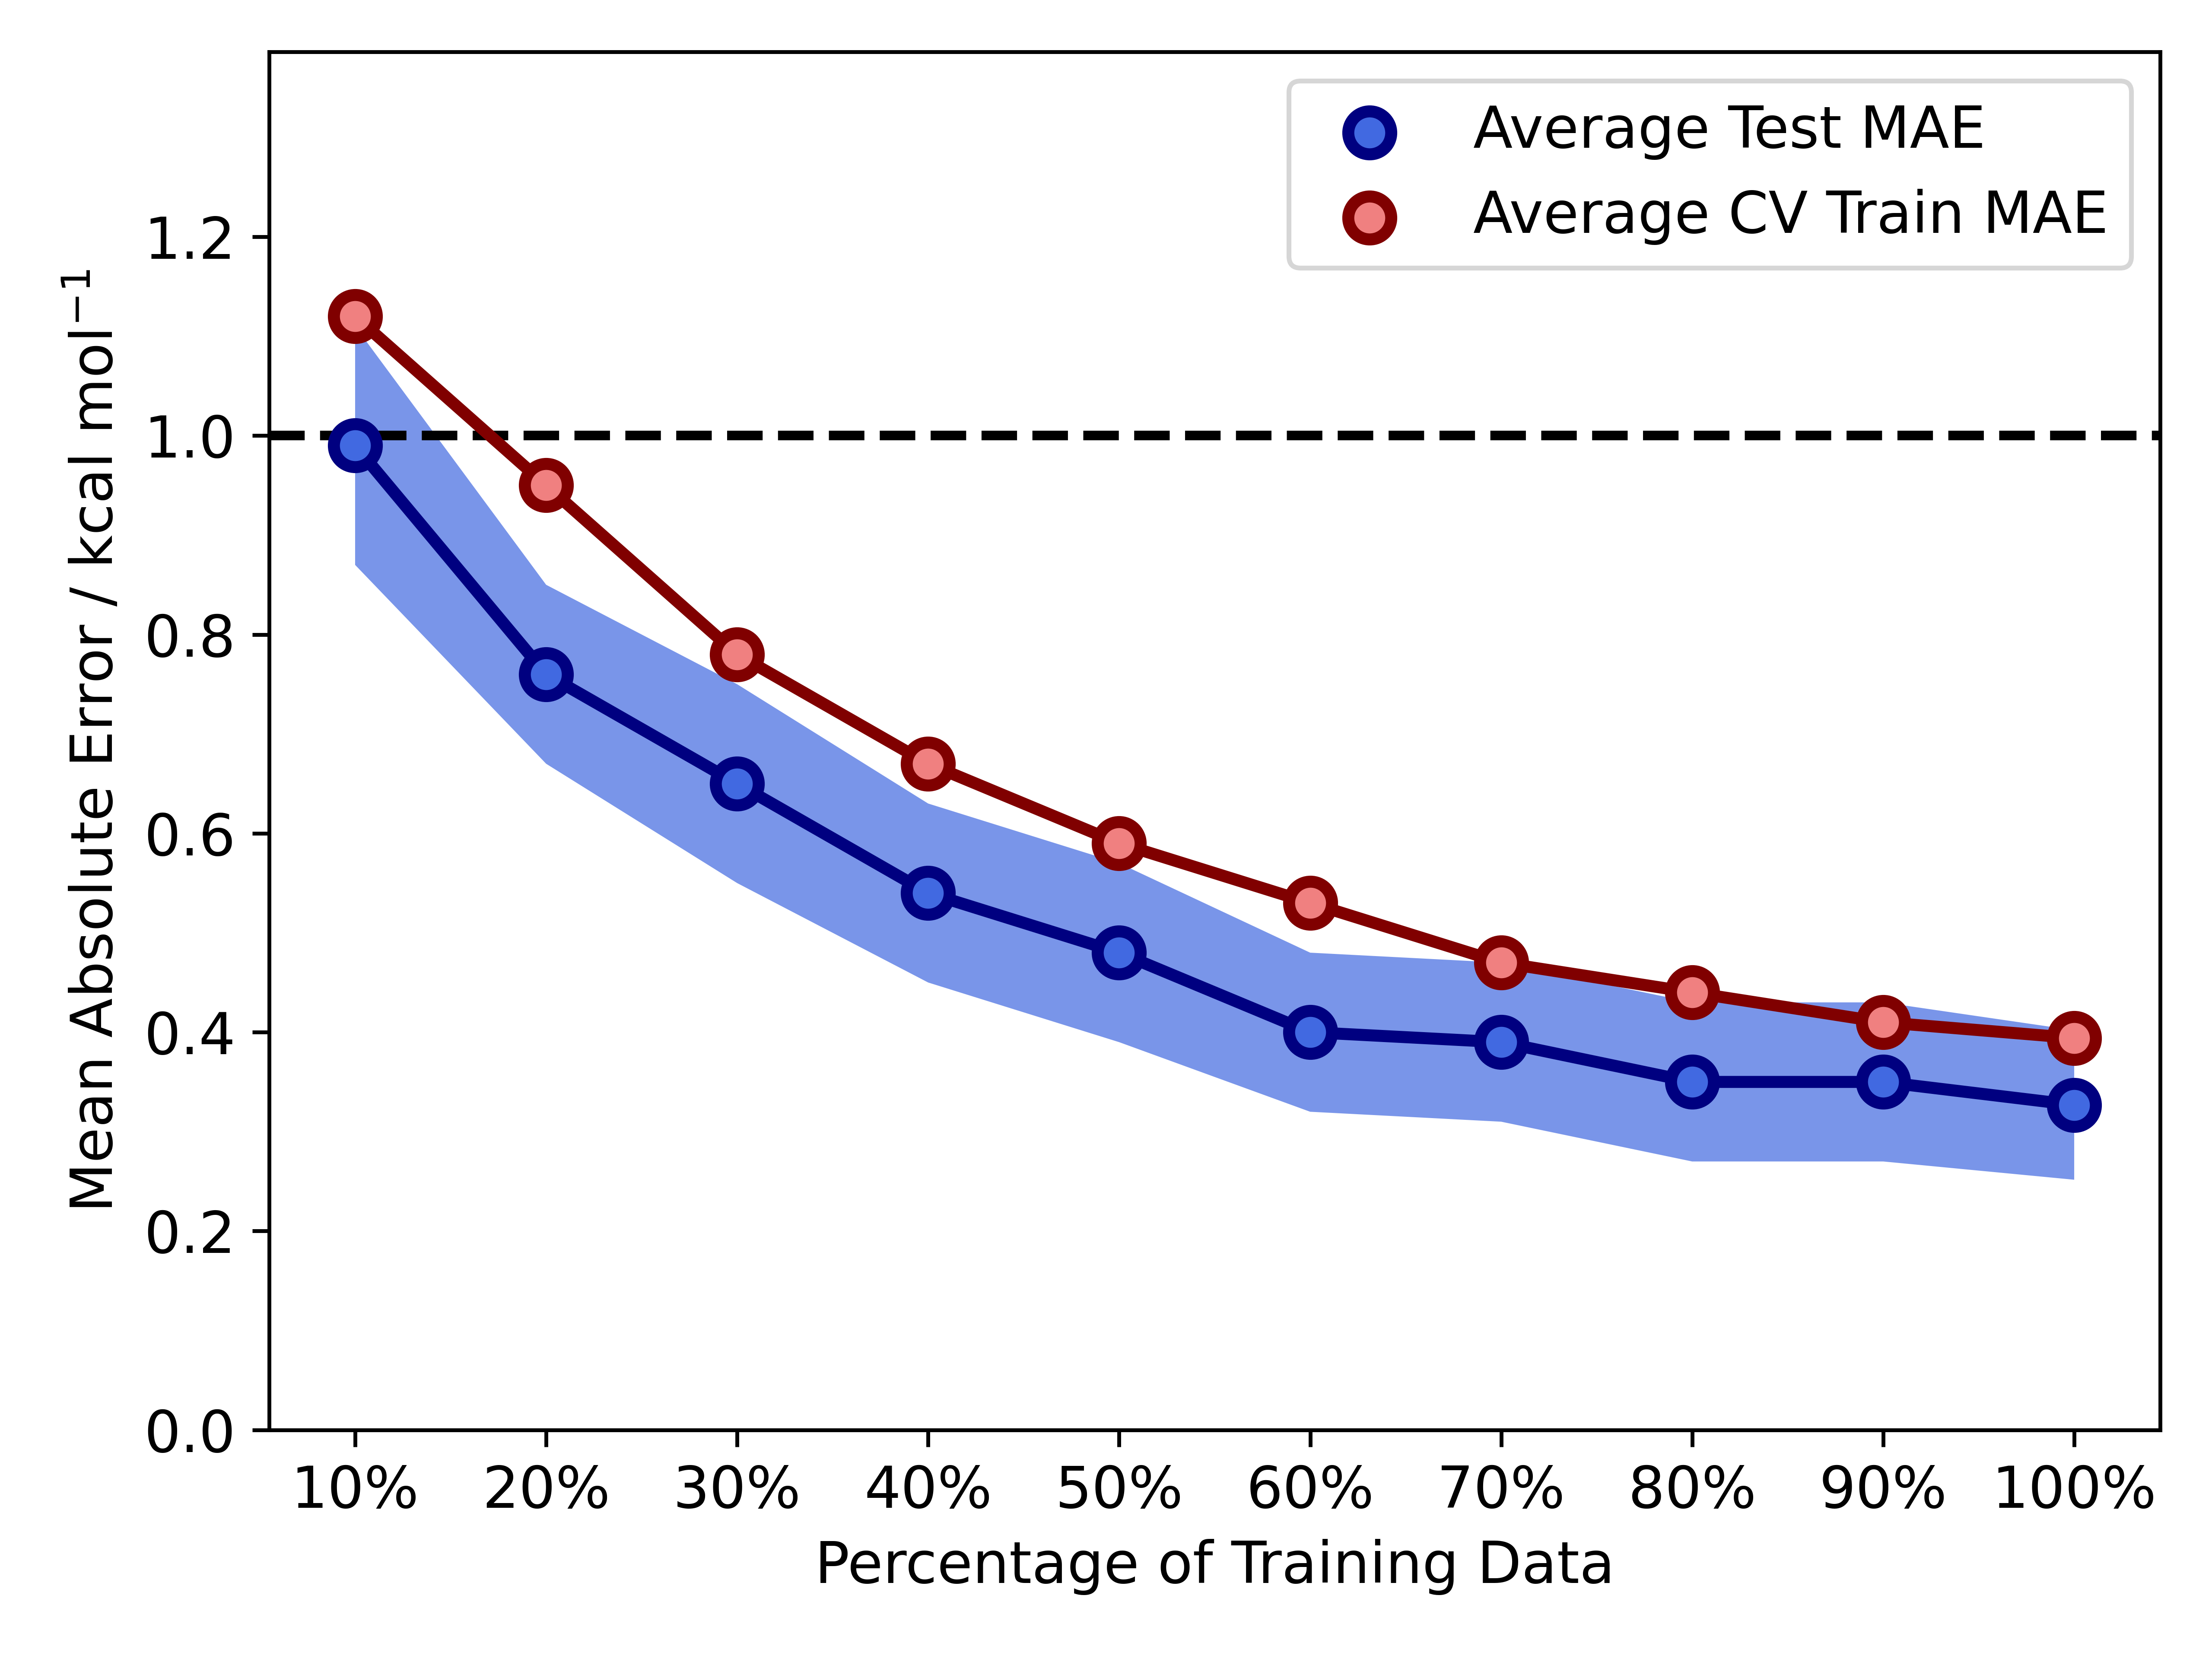 Average Test MAE
Average CV Train MAE
Mean Absolute Error / kcal mol⁻¹
1.2
1.0
0.8
0.6
0.4
0.2
0.0
10% 20% 30% 40% 50% 60% 70% 80% 90% 100%
Percentage of Training Data